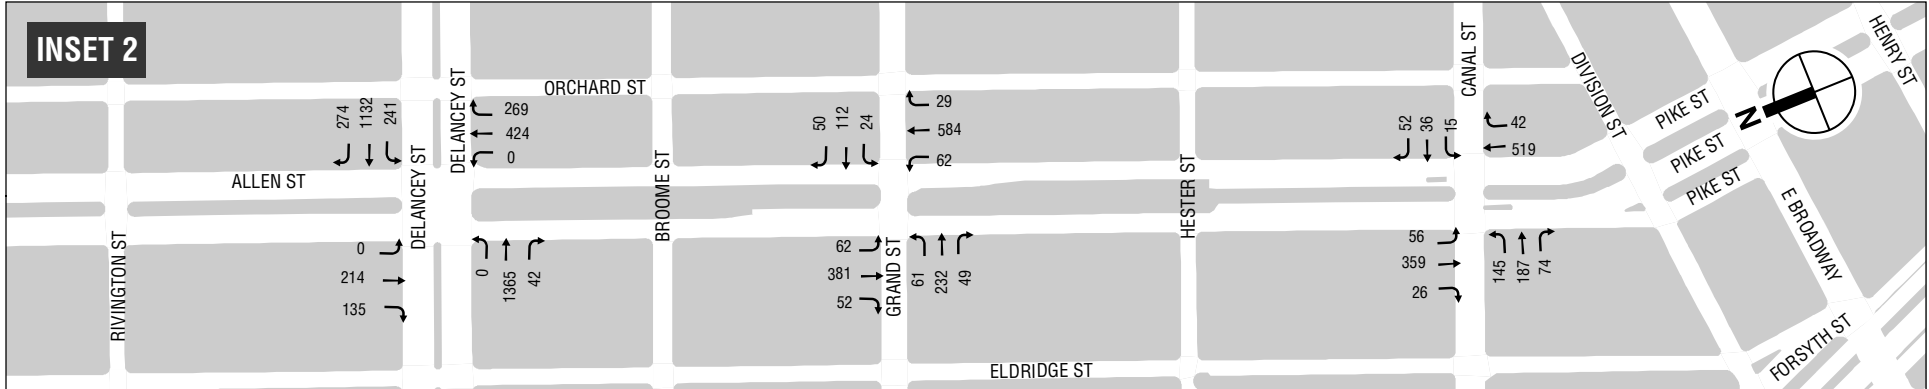 INSET 2
ORCHARD ST
ALLEN ST
ELDRIDGE ST
RIVINGTON ST
DELANCEY ST
DELANCEY ST
BROOME ST
GRAND ST
HESTER ST
CANAL ST
DIVISION ST
PIKE ST
PIKE ST
PIKE ST
E BROADWAY
HENRY ST
FORSYTH ST
N
274
1132
241
269
424
0
0
214
135
0
1365
42
50
112
24
29
584
62
62
381
52
61
232
49
52
36
15
42
519
56
359
26
145
187
74